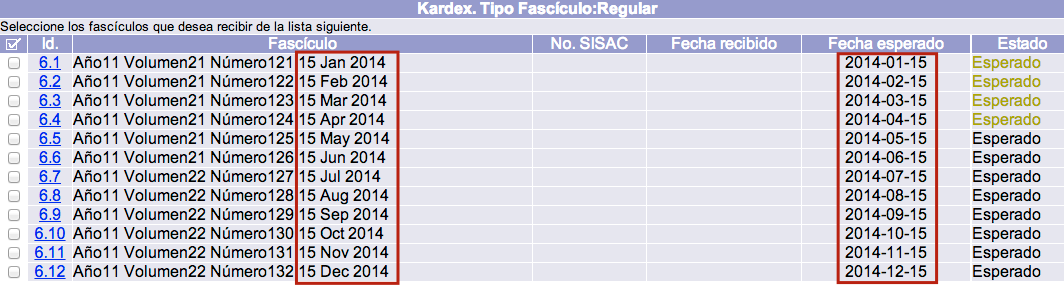 Kardex. Tipo Fascículo:Regular
Seleccione los fascículos que desea recibir de la lista siguiente.
Id. Fascículo No. SISAC Fecha recibido Fecha esperado Estado
6.1 Año11 Volumen21 Número121 15 Jan 2014 2014-01-15 Esperado
6.2 Año11 Volumen21 Número122 15 Feb 2014 2014-02-15 Esperado
6.3 Año11 Volumen21 Número123 15 Mar 2014 2014-03-15 Esperado
6.4 Año11 Volumen21 Número124 15 Apr 2014 2014-04-15 Esperado
6.5 Año11 Volumen21 Número125 15 May 2014 2014-05-15 Esperado
6.6 Año11 Volumen21 Número126 15 Jun 2014 2014-06-15 Esperado
6.7 Año11 Volumen22 Número127 15 Jul 2014 2014-07-15 Esperado
6.8 Año11 Volumen22 Número128 15 Aug 2014 2014-08-15 Esperado
6.9 Año11 Volumen22 Número129 15 Sep 2014 2014-09-15 Esperado
6.10 Año11 Volumen22 Número130 15 Oct 2014 2014-10-15 Esperado
6.11 Año11 Volumen22 Número131 15 Nov 2014 2014-11-15 Esperado
6.12 Año11 Volumen22 Número132 15 Dec 2014 2014-12-15 Esperado